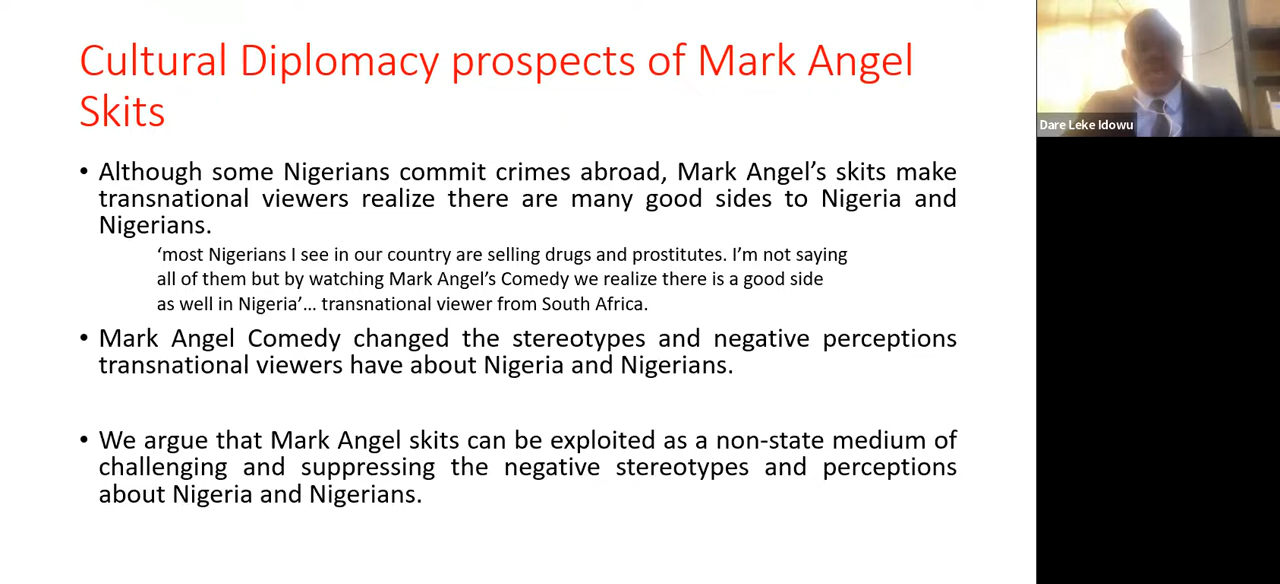 Cultural Diplomacy prospects of Mark Angel
Skits
• Although some Nigerians commit crimes abroad, Mark Angel’s skits make
transnational viewers realize there are many good sides to Nigeria and
Nigerians.
‘most Nigerians I see in our country are selling drugs and prostitutes. I’m not saying
all of them but by watching Mark Angel’s Comedy we realize there is a good side
as well in Nigeria’... transnational viewer from South Africa.
• Mark Angel Comedy changed the stereotypes and negative perceptions
transnational viewers have about Nigeria and Nigerians.
• We argue that Mark Angel skits can be exploited as a non-state medium of
challenging and suppressing the negative stereotypes and perceptions
about Nigeria and Nigerians.
Dare Leke Idowu